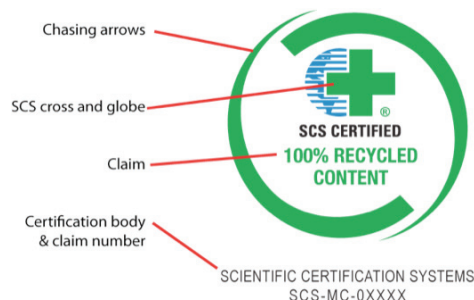 Chasing arrows
SCS cross and globe
®
SCS CERTIFIED
Claim
100% RECYCLED
CONTENT
Certification body
& claim number
SCIENTIFIC CERTIFICATION SYSTEMS
SCS-MC-0XXXX